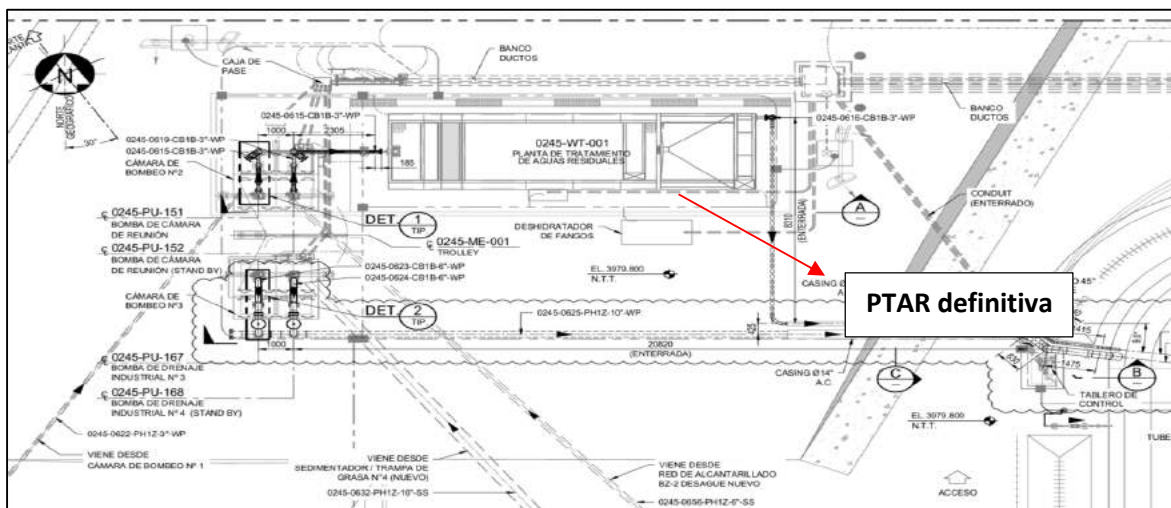 N
NORTE
GEOGRÁFICO
30°
CAJA DE
PASE
BANCO
DUCTOS
0245-0615-CB1B-3"-WP
0245-0616-CB1B-3"-WP
BANCO
DUCTOS
1000
2305
0245-0619-CB1B-3"-WP
0245-0615-CB1B-3"-WP
CÁMARA DE
BOMBEO N°2
185
0245-WT-001
PLANTA DE TRATAMIENTO
DE AGUAS RESIDUALES
CONDUIT
(ENTERRADO)
0245-PU-151
BOMBA DE CÁMARA
DE REUNIÓN
DET. 1
TIP
0245-ME-001
TROLLEY
DESHIDRATADOR
DE FANGOS
(ENTERRADA)
A
0245-PU-152
BOMBA DE CÁMARA
DE REUNIÓN (STAND BY)
0245-0623-CB1B-6"-WP
0245-0624-CB1B-6"-WP
EL. 3979.800
N.T.T.
CÁMARA DE
BOMBEO N°3
DET. 2
TIP
0245-0625-PH1Z-10"-WP
425
PTAR definitiva
45°
1000
20820
(ENTERRADA)
CASING Ø14"
A.C.
C
1475
B
TABLERO DE
CONTROL
0245-PU-167
BOMBA DE DRENAJE
INDUSTRIAL N°3
0245-PU-168
BOMBA DE DRENAJE
INDUSTRIAL N°4 (STAND BY)
0245-0622-PH1Z-3"-WP
VIENE DESDE
CÁMARA DE BOMBEO N° 1
VIENE DESDE
SEDIMENTADOR / TRAMPA DE
GRASA N°4 (NUEVO)
0245-0632-PH1Z-10"-SS
VIENE DESDE
RED DE ALCANTARILLADO
BZ-2 DESAGUE NUEVO
0245-0656-PH1Z-6"-SS
EL. 3979.800
N.T.T.
ACCESO
TUBE